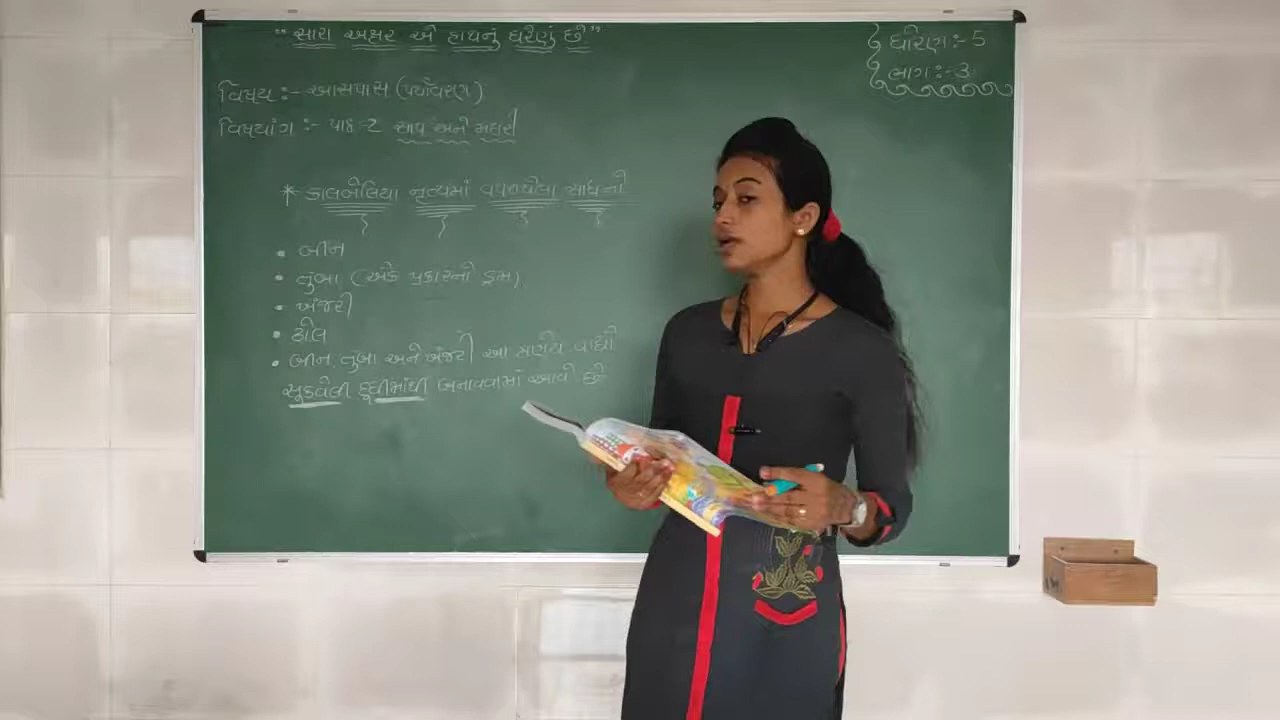 "સારા અક્ષર એ હાથનું ઘરેણું છે"
ધોરણ:- 5
ભાગ:- 3
વિષય :- આસપાસ (પર્યાવરણ)
વિષયાંગ :- પાઠ-2 સાપ અને મદારી
* કાલબેલિયા નૃત્યમાં વપરાયેલા સાધનો
• બીન
• તુંબા (એક પ્રકારનો ડ્રમ)
• ખંજરી
• ઢોલ
• બીન, તુંબા અને ખંજરી આ ત્રણેય વાદ્યો
સૂકવેલી દૂધીમાંથી બનાવવામાં આવે છે